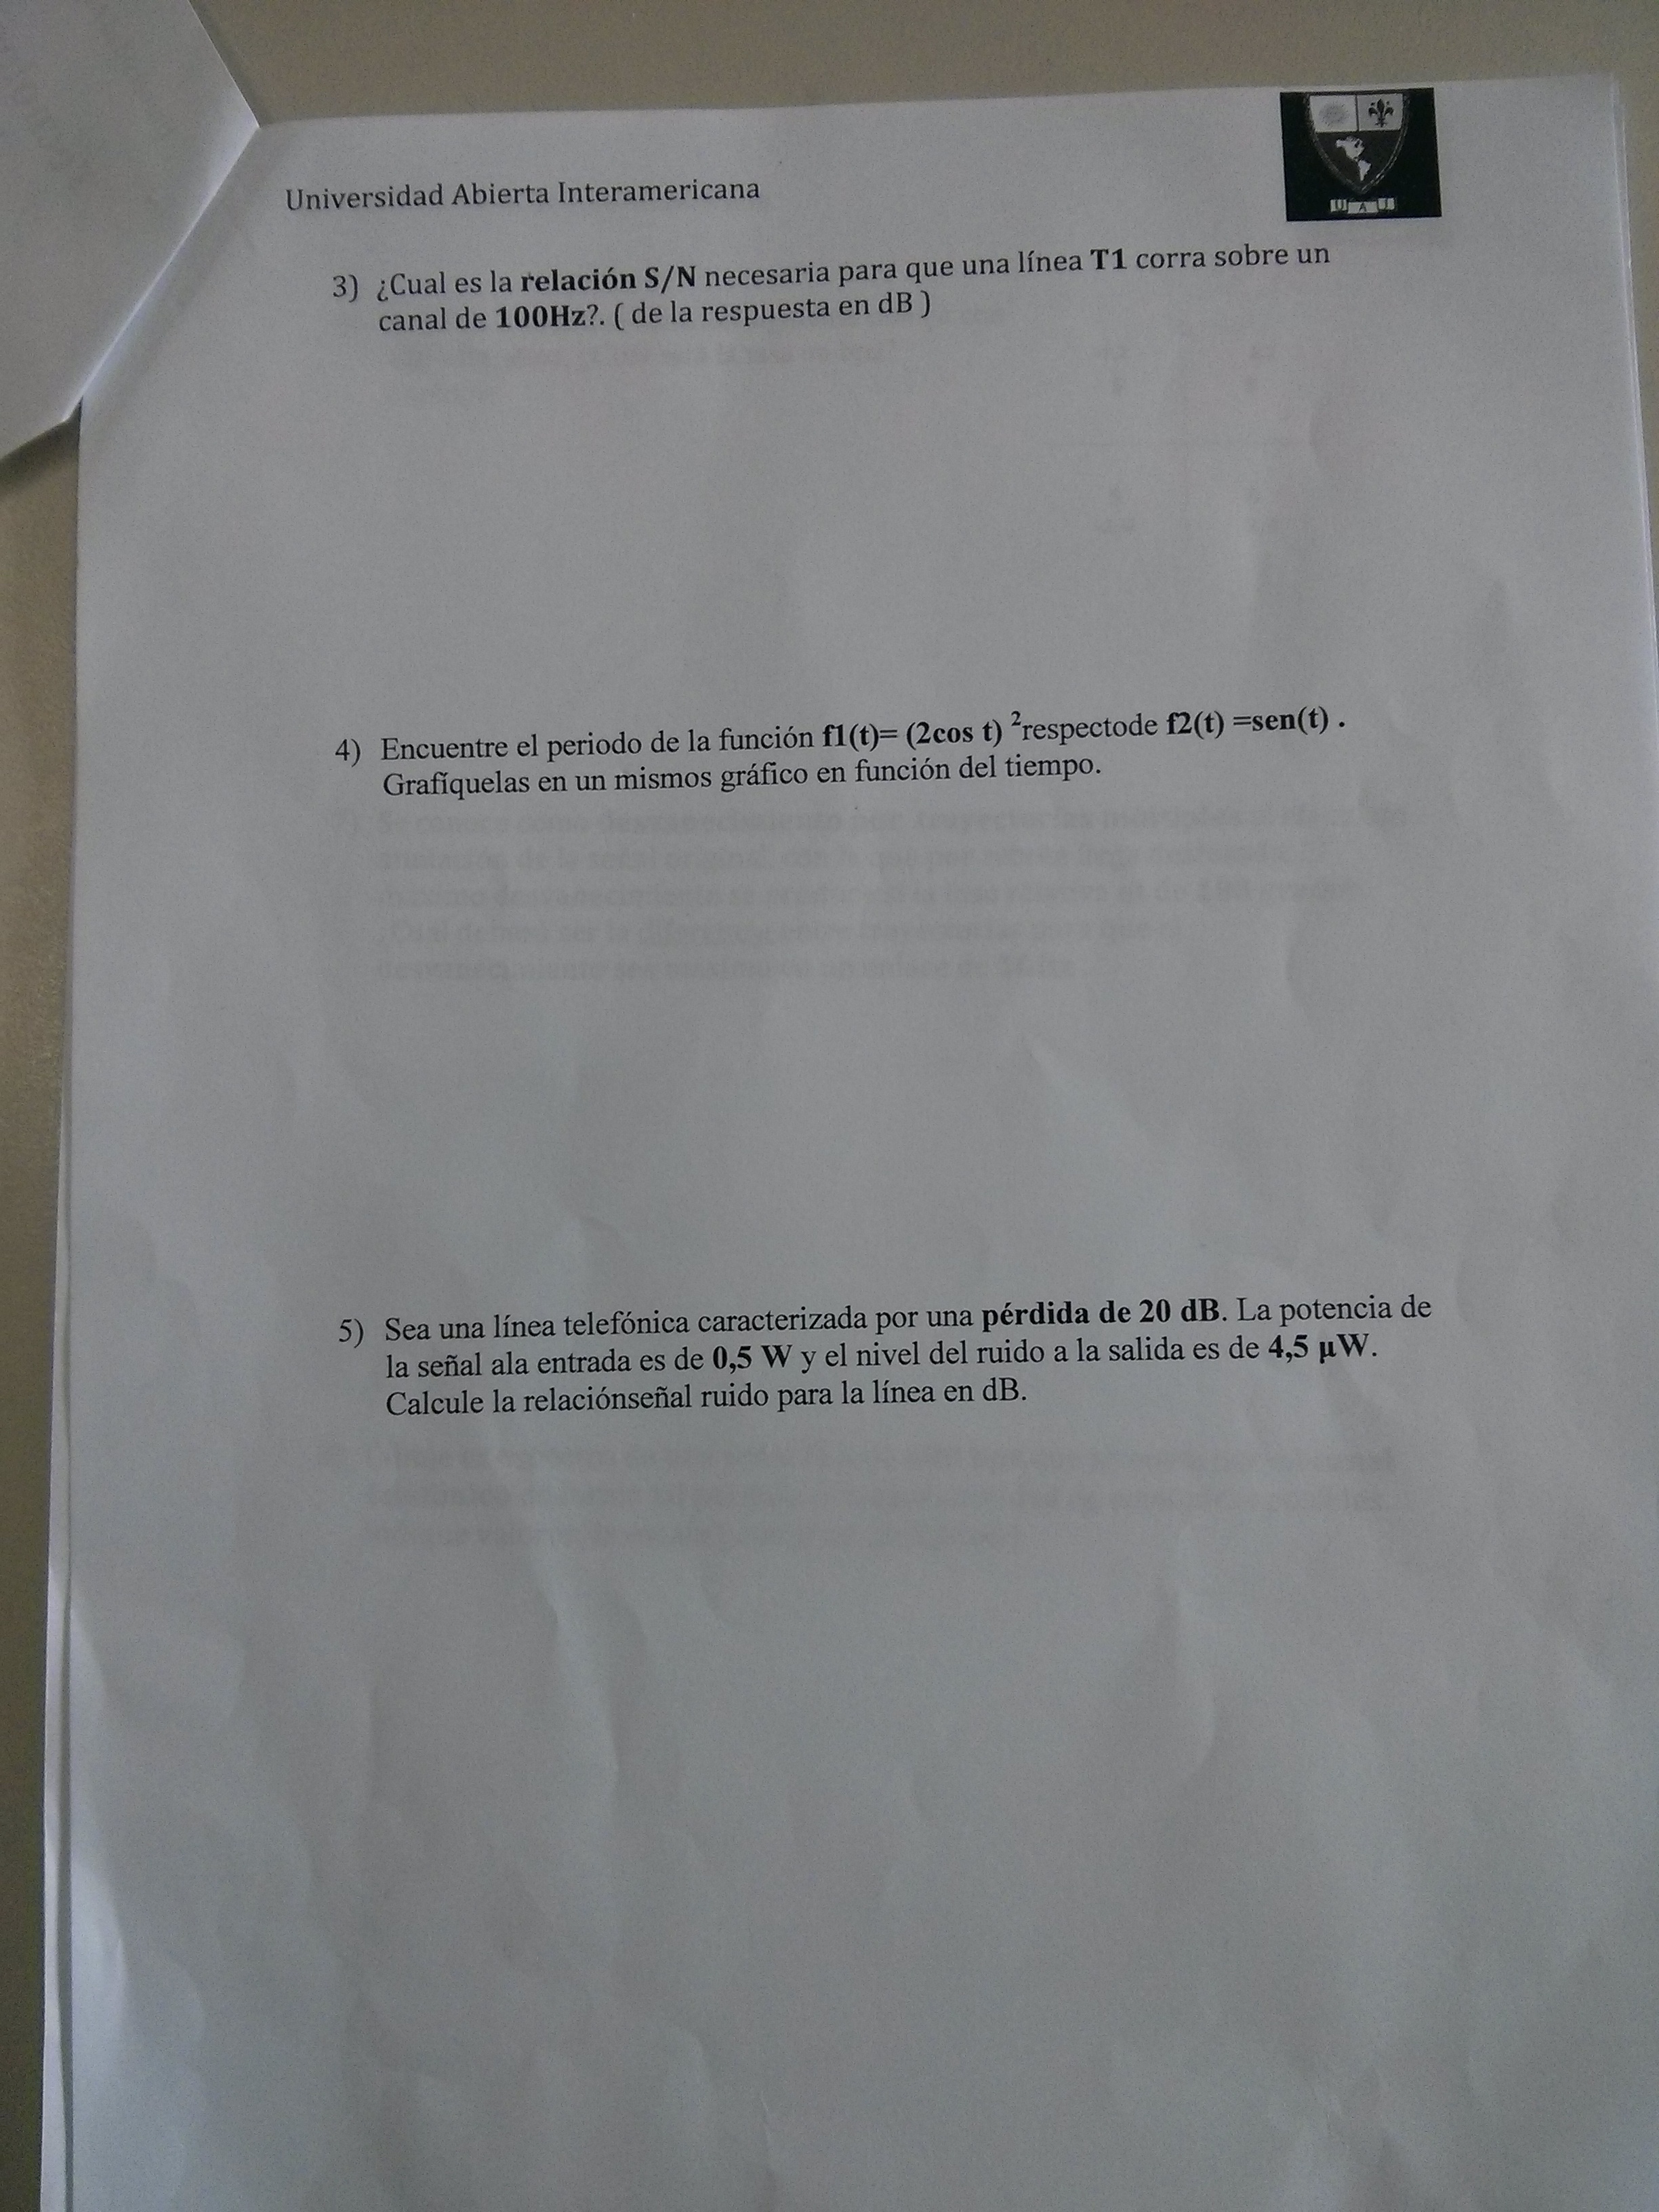 Universidad Abierta Interamericana
U A I
3) ¿Cual es la relación S/N necesaria para que una línea T1 corra sobre un
canal de 100Hz?. ( de la respuesta en dB )
4) Encuentre el periodo de la función f1(t)= (2cos t) ²respectode f2(t) =sen(t) .
Grafíquelas en un mismos gráfico en función del tiempo.
5) Sea una línea telefónica caracterizada por una pérdida de 20 dB. La potencia de
la señal ala entrada es de 0,5 W y el nivel del ruido a la salida es de 4,5 µW.
Calcule la relaciónseñal ruido para la línea en dB.